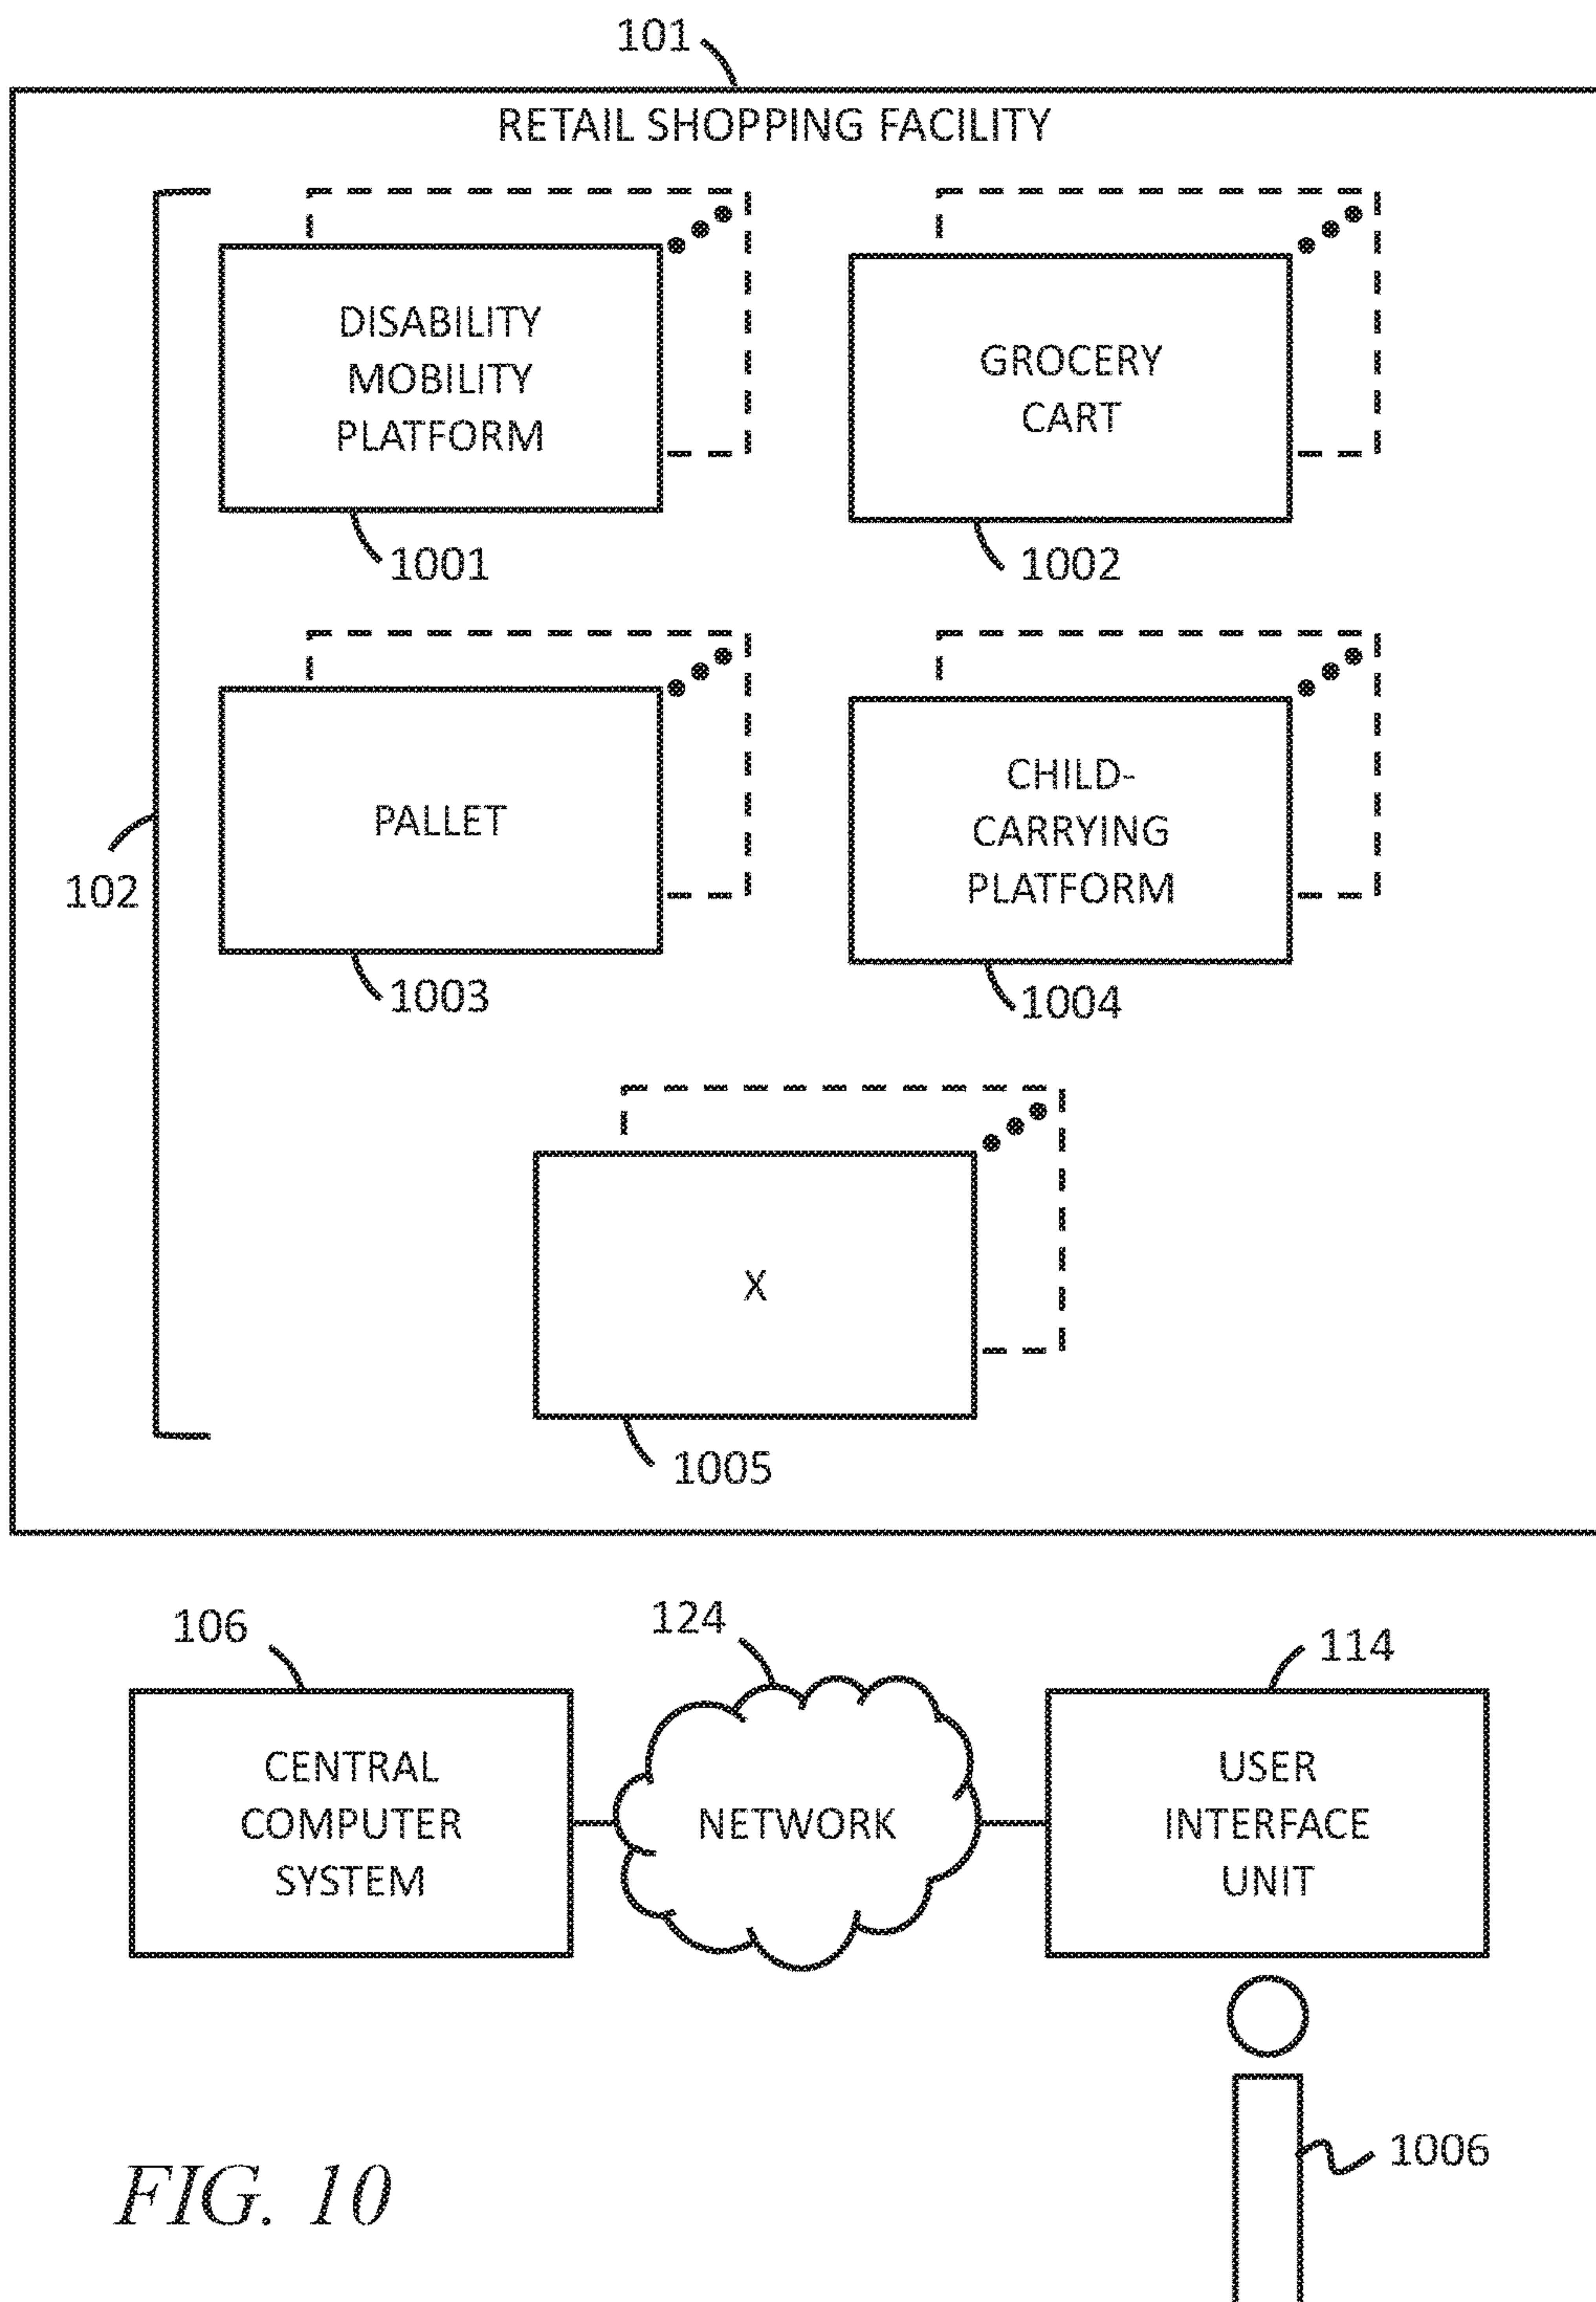 101
RETAIL SHOPPING FACILITY
DISABILITY
MOBILITY
PLATFORM
1001
GROCERY
CART
1002
102
PALLET
1003
CHILD-
CARRYING
PLATFORM
1004
X
1005
106
CENTRAL
COMPUTER
SYSTEM
124
NETWORK
114
USER
INTERFACE
UNIT
1006
FIG. 10